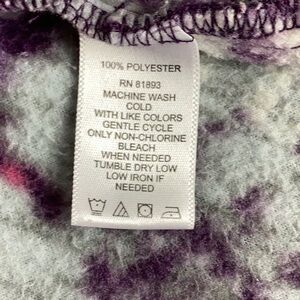 100% POLYESTER
RN 81893
MACHINE WASH
COLD
WITH LIKE COLORS
GENTLE CYCLE
ONLY NON-CHLORINE
BLEACH
WHEN NEEDED
TUMBLE DRY LOW
LOW IRON IF
NEEDED